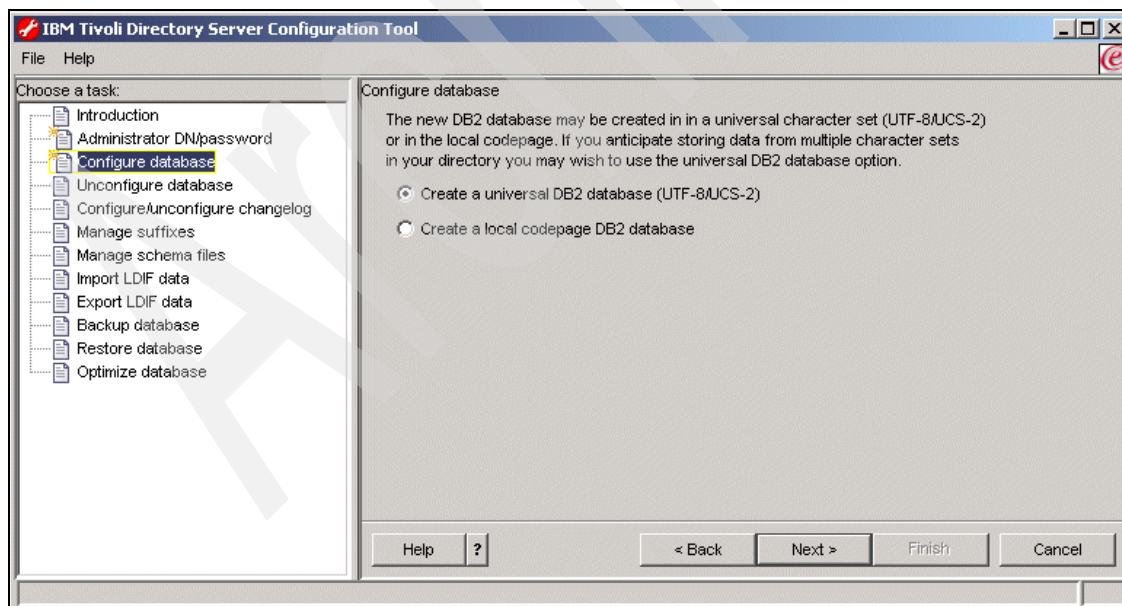 IBM Tivoli Directory Server Configuration Tool
File Help
Choose a task:
Introduction
Administrator DN/password
Configure database
Unconfigure database
Configure/unconfigure changelog
Manage suffixes
Manage schema files
Import LDIF data
Export LDIF data
Backup database
Restore database
Optimize database
Configure database
The new DB2 database may be created in in a universal character set (UTF-8/UCS-2)
or in the local codepage. If you anticipate storing data from multiple character sets
in your directory you may wish to use the universal DB2 database option.
Create a universal DB2 database (UTF-8/UCS-2)
Create a local codepage DB2 database
Help ? < Back Next > Finish Cancel